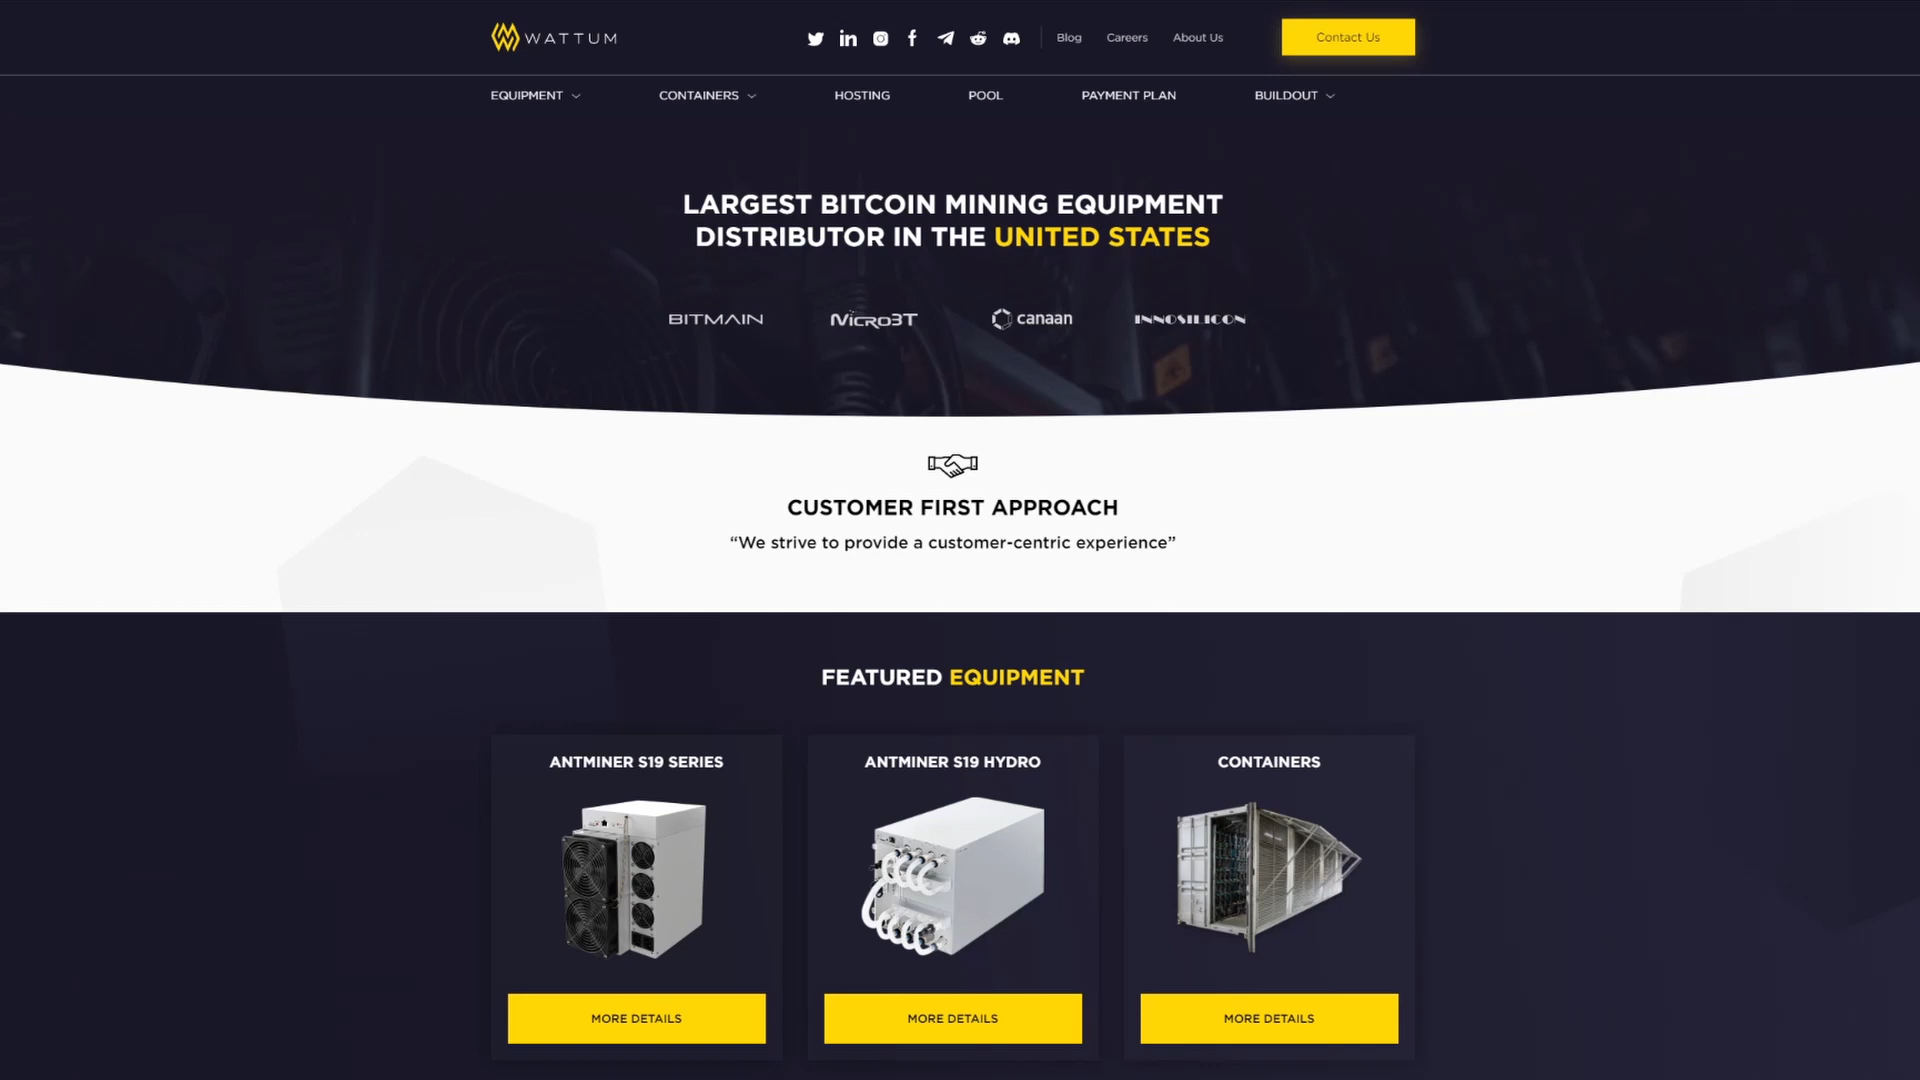 WATTUM
Blog Careers About Us Contact Us
EQUIPMENT CONTAINERS HOSTING POOL PAYMENT PLAN BUILDOUT
LARGEST BITCOIN MINING EQUIPMENT
DISTRIBUTOR IN THE UNITED STATES
BITMAIN MicroBT canaan INNOSILICON
CUSTOMER FIRST APPROACH
“We strive to provide a customer-centric experience”
FEATURED EQUIPMENT
ANTMINER S19 SERIES ANTMINER S19 HYDRO CONTAINERS
MORE DETAILS MORE DETAILS MORE DETAILS